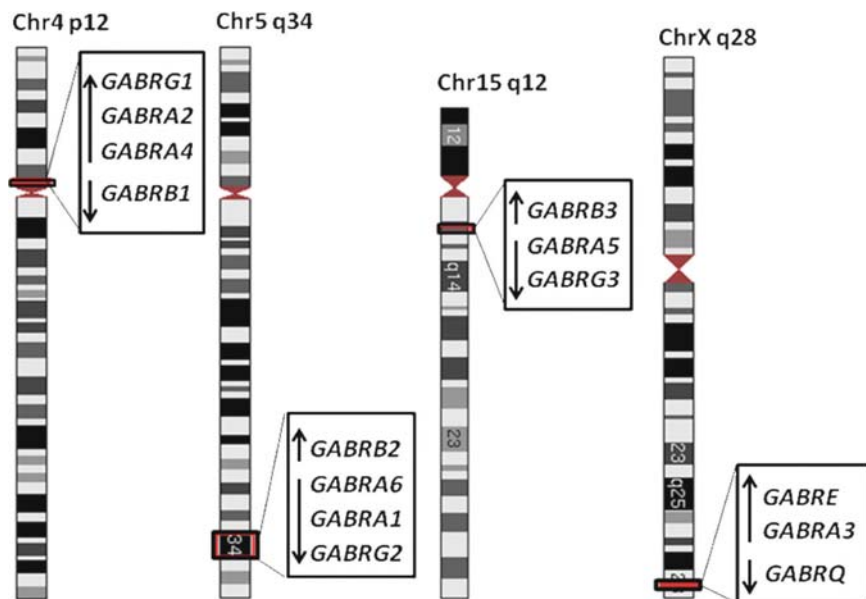 Chr4 p12
GABRG1
GABRA2
GABRA4
GABRB1
Chr5 q34
34
GABRB2
GABRA6
GABRA1
GABRG2
Chr15 q12
12
q14
23
GABRB3
GABRA5
GABRG3
ChrX q28
23
q25
GABRE
GABRA3
GABRQ